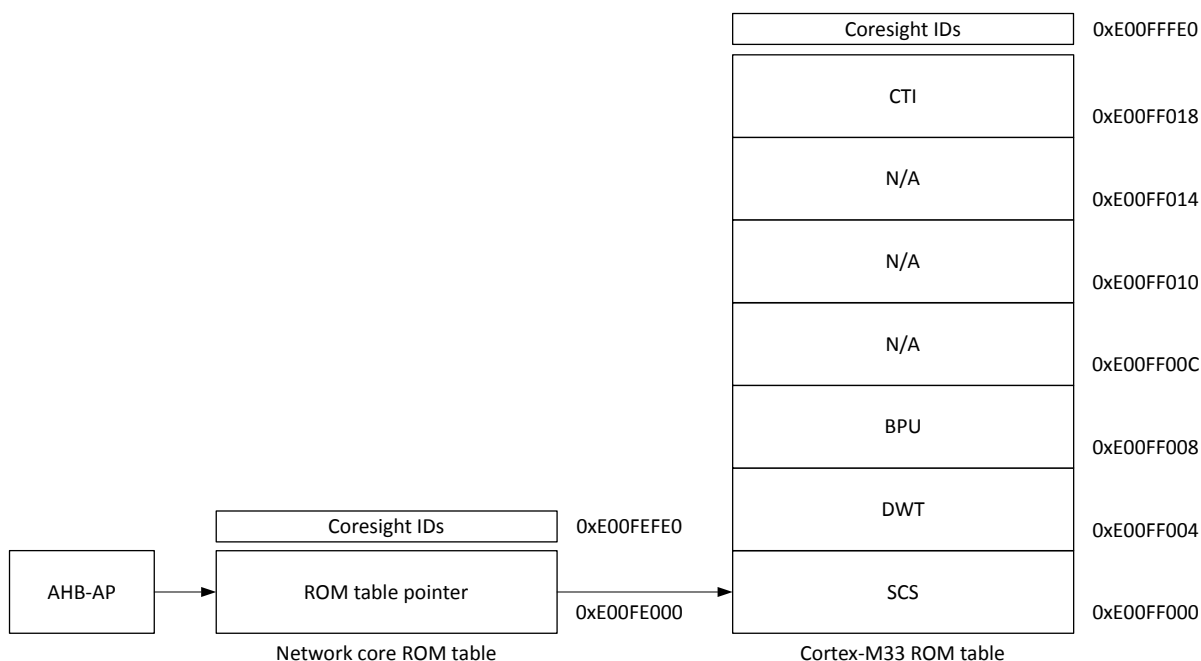 Coresight IDs 0xE00FFFE0
CTI
0xE00FF018
N/A
0xE00FF014
N/A
0xE00FF010
N/A
0xE00FF00C
BPU
0xE00FF008
DWT
0xE00FF004
Coresight IDs 0xE00FEFE0
AHB-AP
ROM table pointer
0xE00FE000
SCS
0xE00FF000
Network core ROM table
Cortex-M33 ROM table